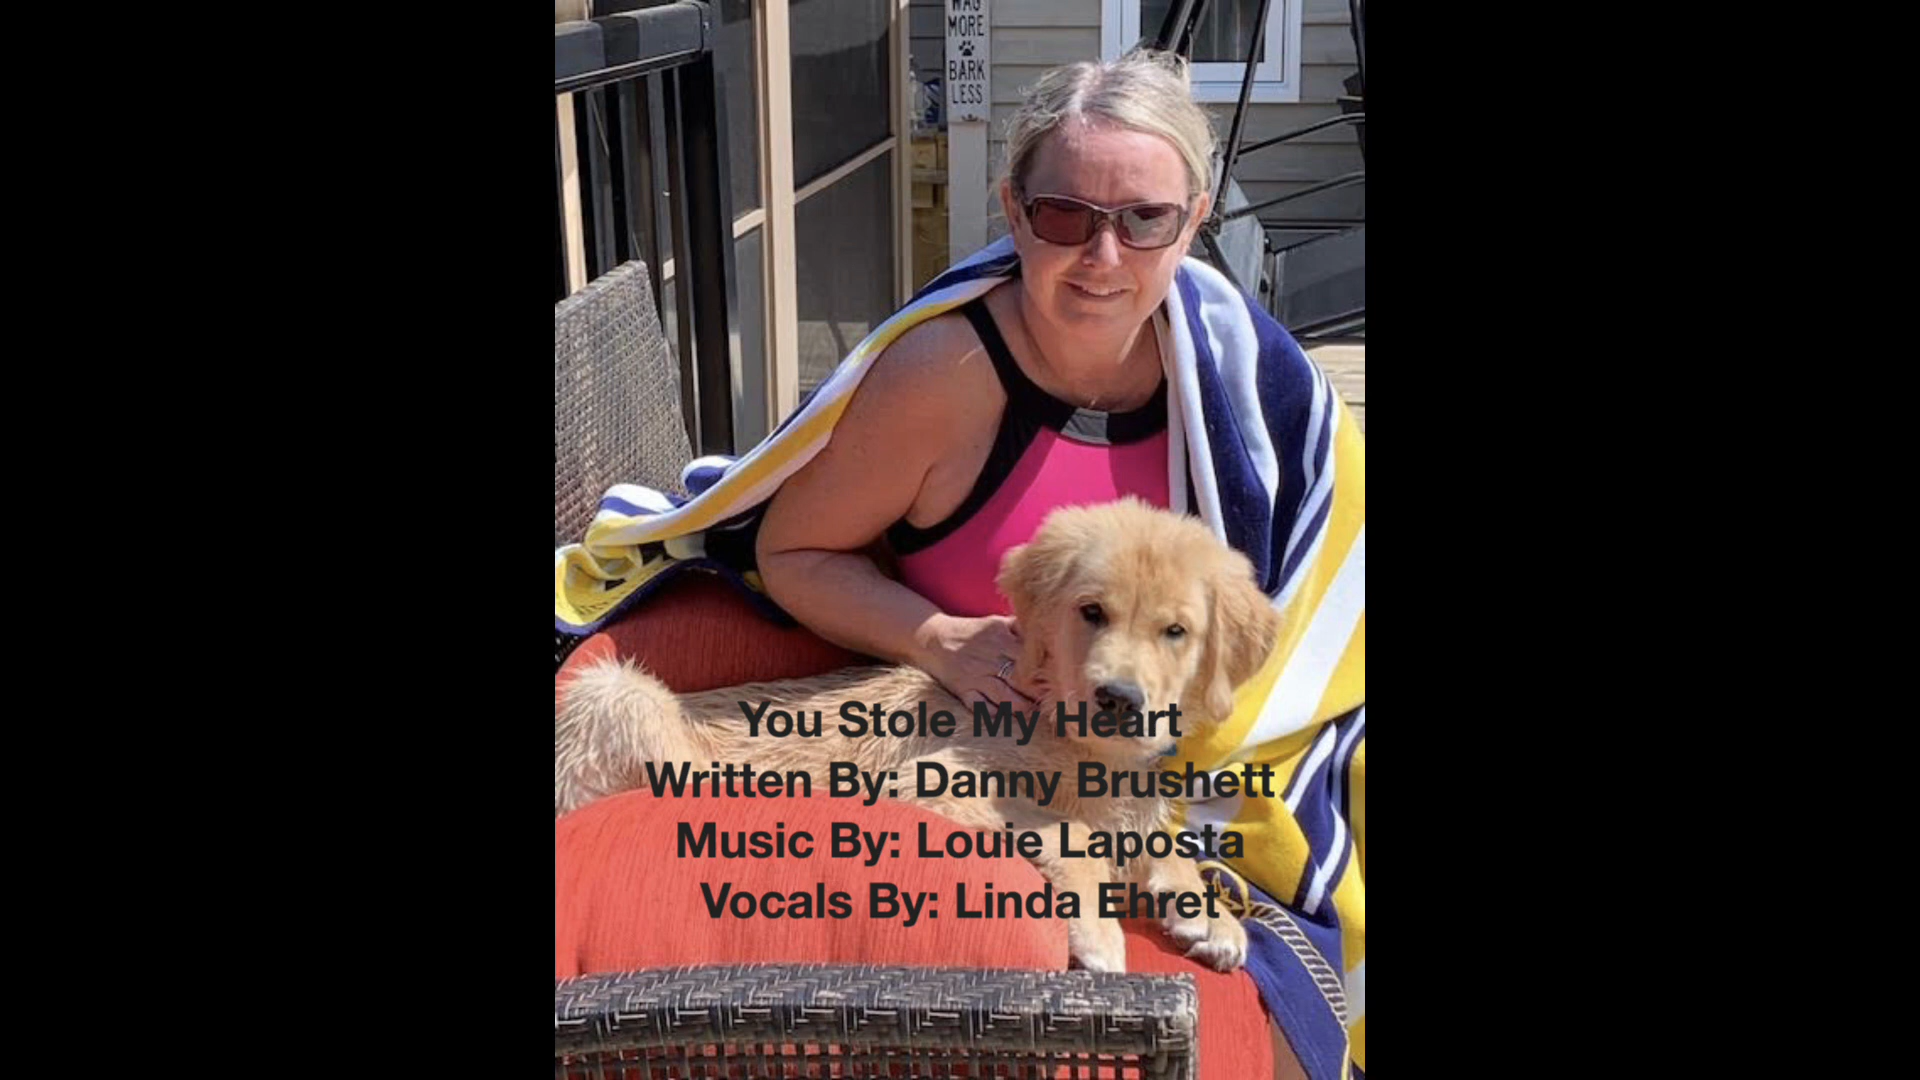 WAG
MORE
BARK
LESS
You Stole My Heart
Written By: Danny Brushett
Music By: Louie Laposta
Vocals By: Linda Ehret